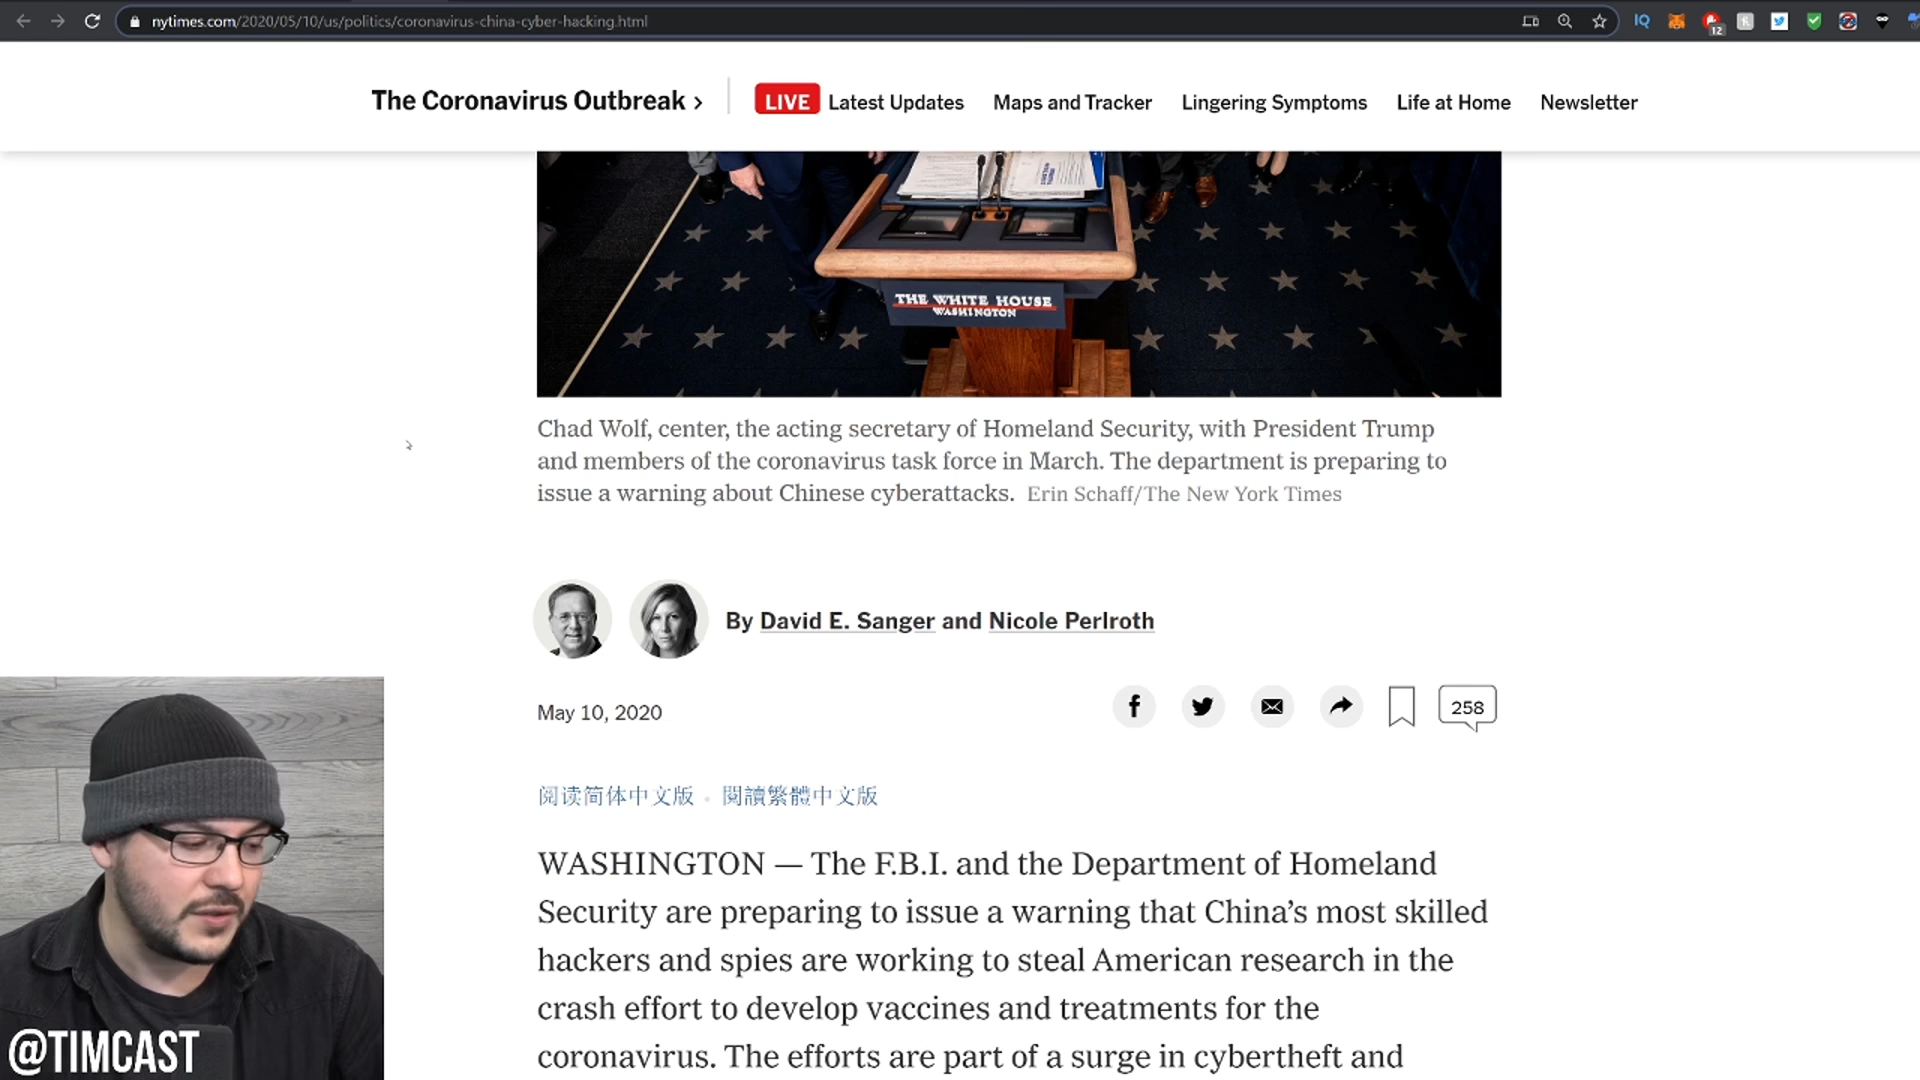 nytimes.com/2020/05/10/us/politics/coronavirus-china-cyber-hacking.html
IQ
12
The Coronavirus Outbreak >
LIVE Latest Updates Maps and Tracker Lingering Symptoms Life at Home Newsletter
THE WHITE HOUSE
WASHINGTON
Chad Wolf, center, the acting secretary of Homeland Security, with President Trump
and members of the coronavirus task force in March. The department is preparing to
issue a warning about Chinese cyberattacks. Erin Schaff/The New York Times
By David E. Sanger and Nicole Perlroth
May 10, 2020
258
阅读简体中文版 • 閱讀繁體中文版
WASHINGTON — The F.B.I. and the Department of Homeland
Security are preparing to issue a warning that China’s most skilled
hackers and spies are working to steal American research in the
crash effort to develop vaccines and treatments for the
coronavirus. The efforts are part of a surge in cybertheft and
@TIMCAST